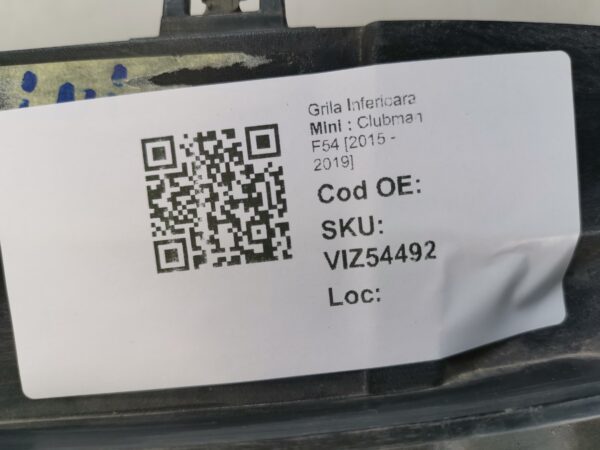 Grila Inferioara
Mini : Clubman
F54 [2015 -
2019]
Cod OE:
SKU:
VIZ54492
Loc: